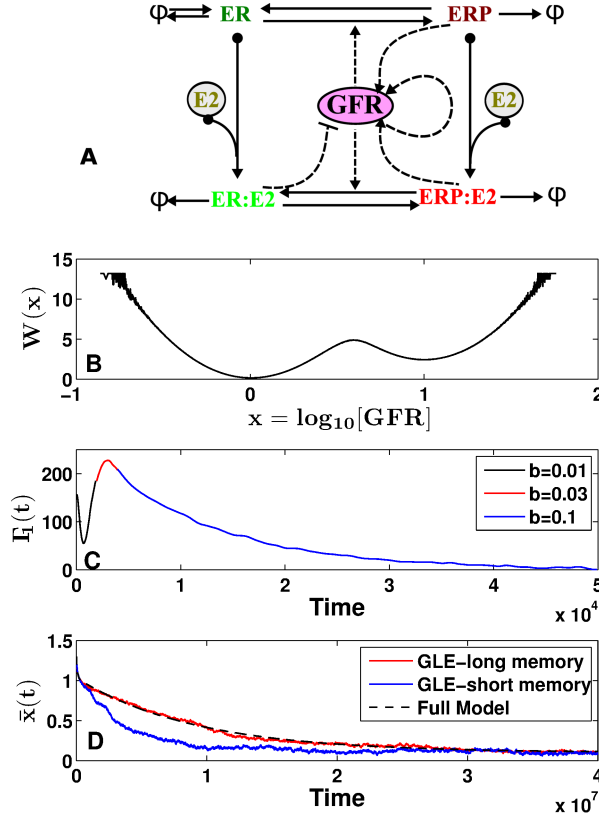 φ ER ERP φ
E2 GFR E2
A
φ ER:E2 ERP:E2 φ
15
10
5
0
W(x)
B
-1 0 1 2
x = log10[GFR]
200
100
0
Γ1(t)
C
b=0.01
b=0.03
b=0.1
0 1 2 3 4 5
Time
x 10^4
1.5
1
0.5
0
x̄(t)
D
GLE-long memory
GLE-short memory
Full Model
0 1 2 3 4
Time
x 10^7